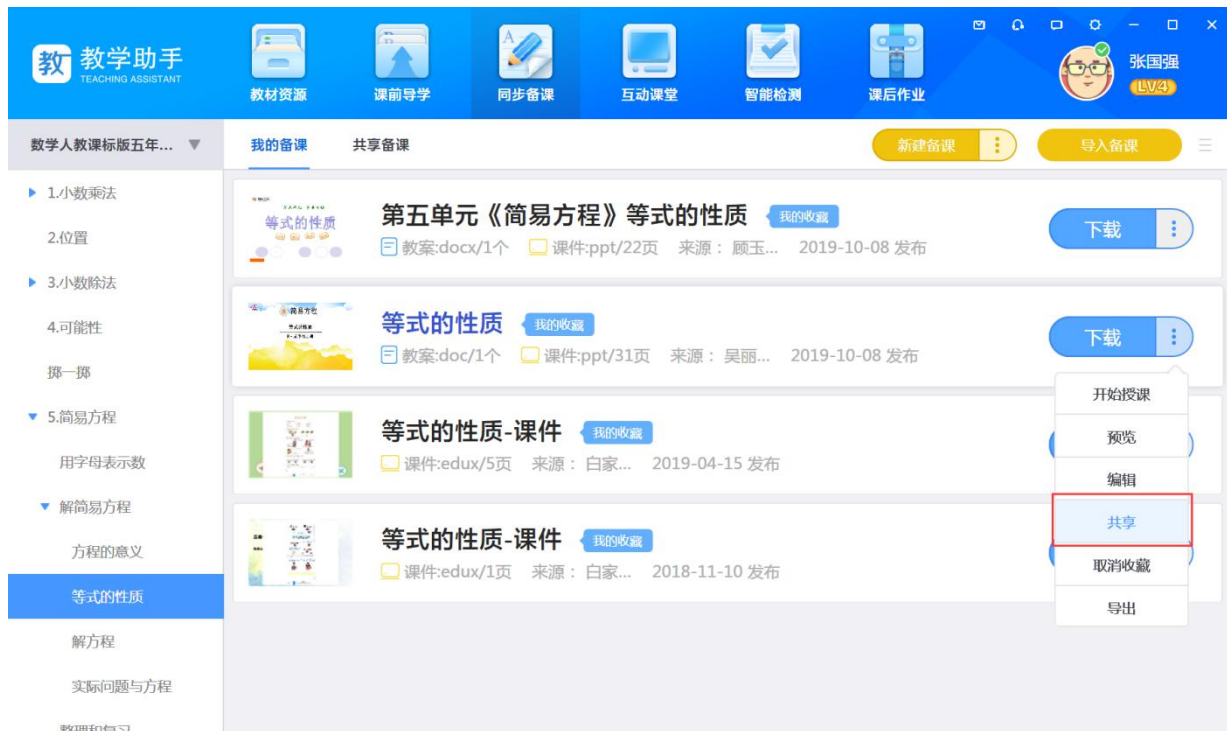 教 教学助手
TEACHING ASSISTANT
教材资源
课前导学
同步备课
互动课堂
智能检测
课后作业
张国强
LV4
数学人教课标版五年...
我的备课
共享备课
新建备课
导入备课
1.小数乘法
2.位置
3.小数除法
4.可能性
掷一掷
5.简易方程
用字母表示数
解简易方程
方程的意义
等式的性质
解方程
实际问题与方程
整理和复习
等式的性质
第五单元《简易方程》等式的性质 我的收藏
教案:docx/1个 课件:ppt/22页 来源： 顾玉... 2019-10-08 发布
下载
简易方程
等式的性质 我的收藏
教案:doc/1个 课件:ppt/31页 来源： 吴丽... 2019-10-08 发布
下载
等式的性质-课件 我的收藏
课件:edux/5页 来源： 白家... 2019-04-15 发布
等式的性质-课件 我的收藏
课件:edux/1页 来源： 白家... 2018-11-10 发布
开始授课
预览
编辑
共享
取消收藏
导出